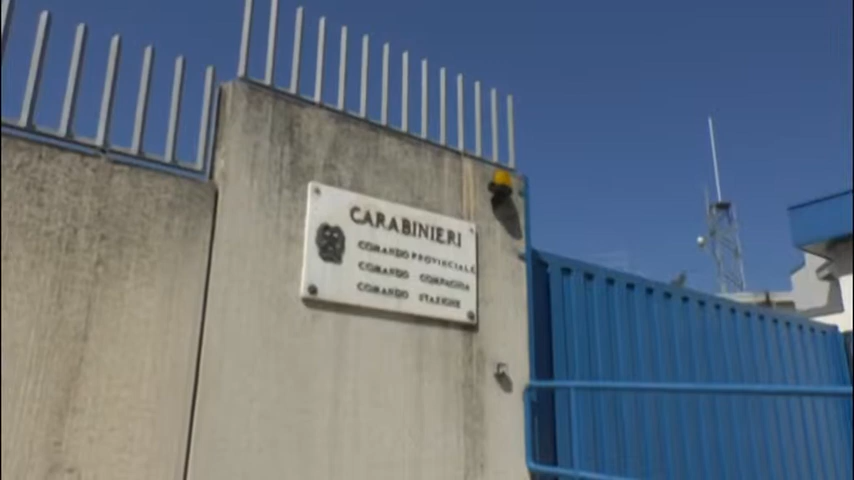 CARABINIERI
COMANDO PROVINCIALE
COMANDO COMPAGNIA
COMANDO STAZIONE